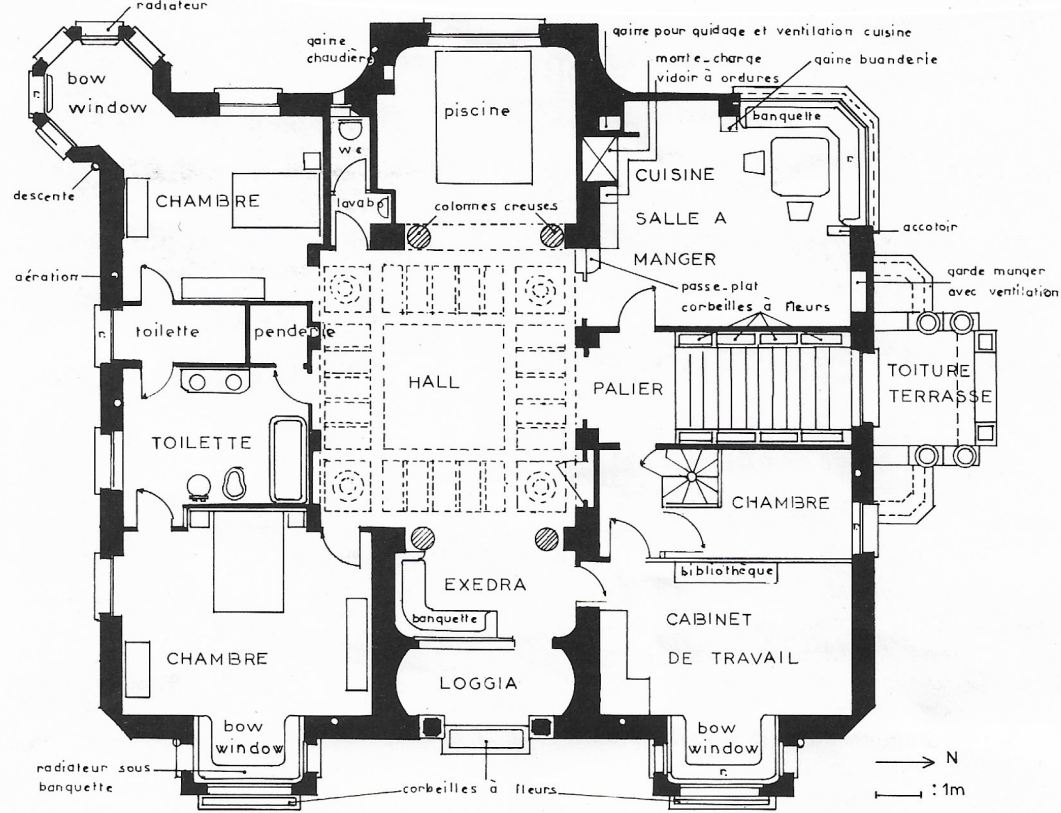 radiateur
gaine
chaudière
gaine pour guidage et ventilation cuisine
monte_charge
vidoir à ordures
gaine buanderie
bow
window
r.
piscine
banquette
wc
CUISINE
r.
descente
CHAMBRE
lavabo
colonnes creuses
SALLE A
MANGER
accotoir
aération
passe_plat
corbeilles à fleurs
garde manger
avec ventilation
r.
toilette
penderie
HALL
PALIER
TOITURE
TERRASSE
TOILETTE
CHAMBRE
r.
bibliothèque
EXEDRA
banquette
CABINET
DE TRAVAIL
CHAMBRE
LOGGIA
bow
window
bow
window
r.
radiateur sous
banquette
corbeilles à fleurs
N
: 1m